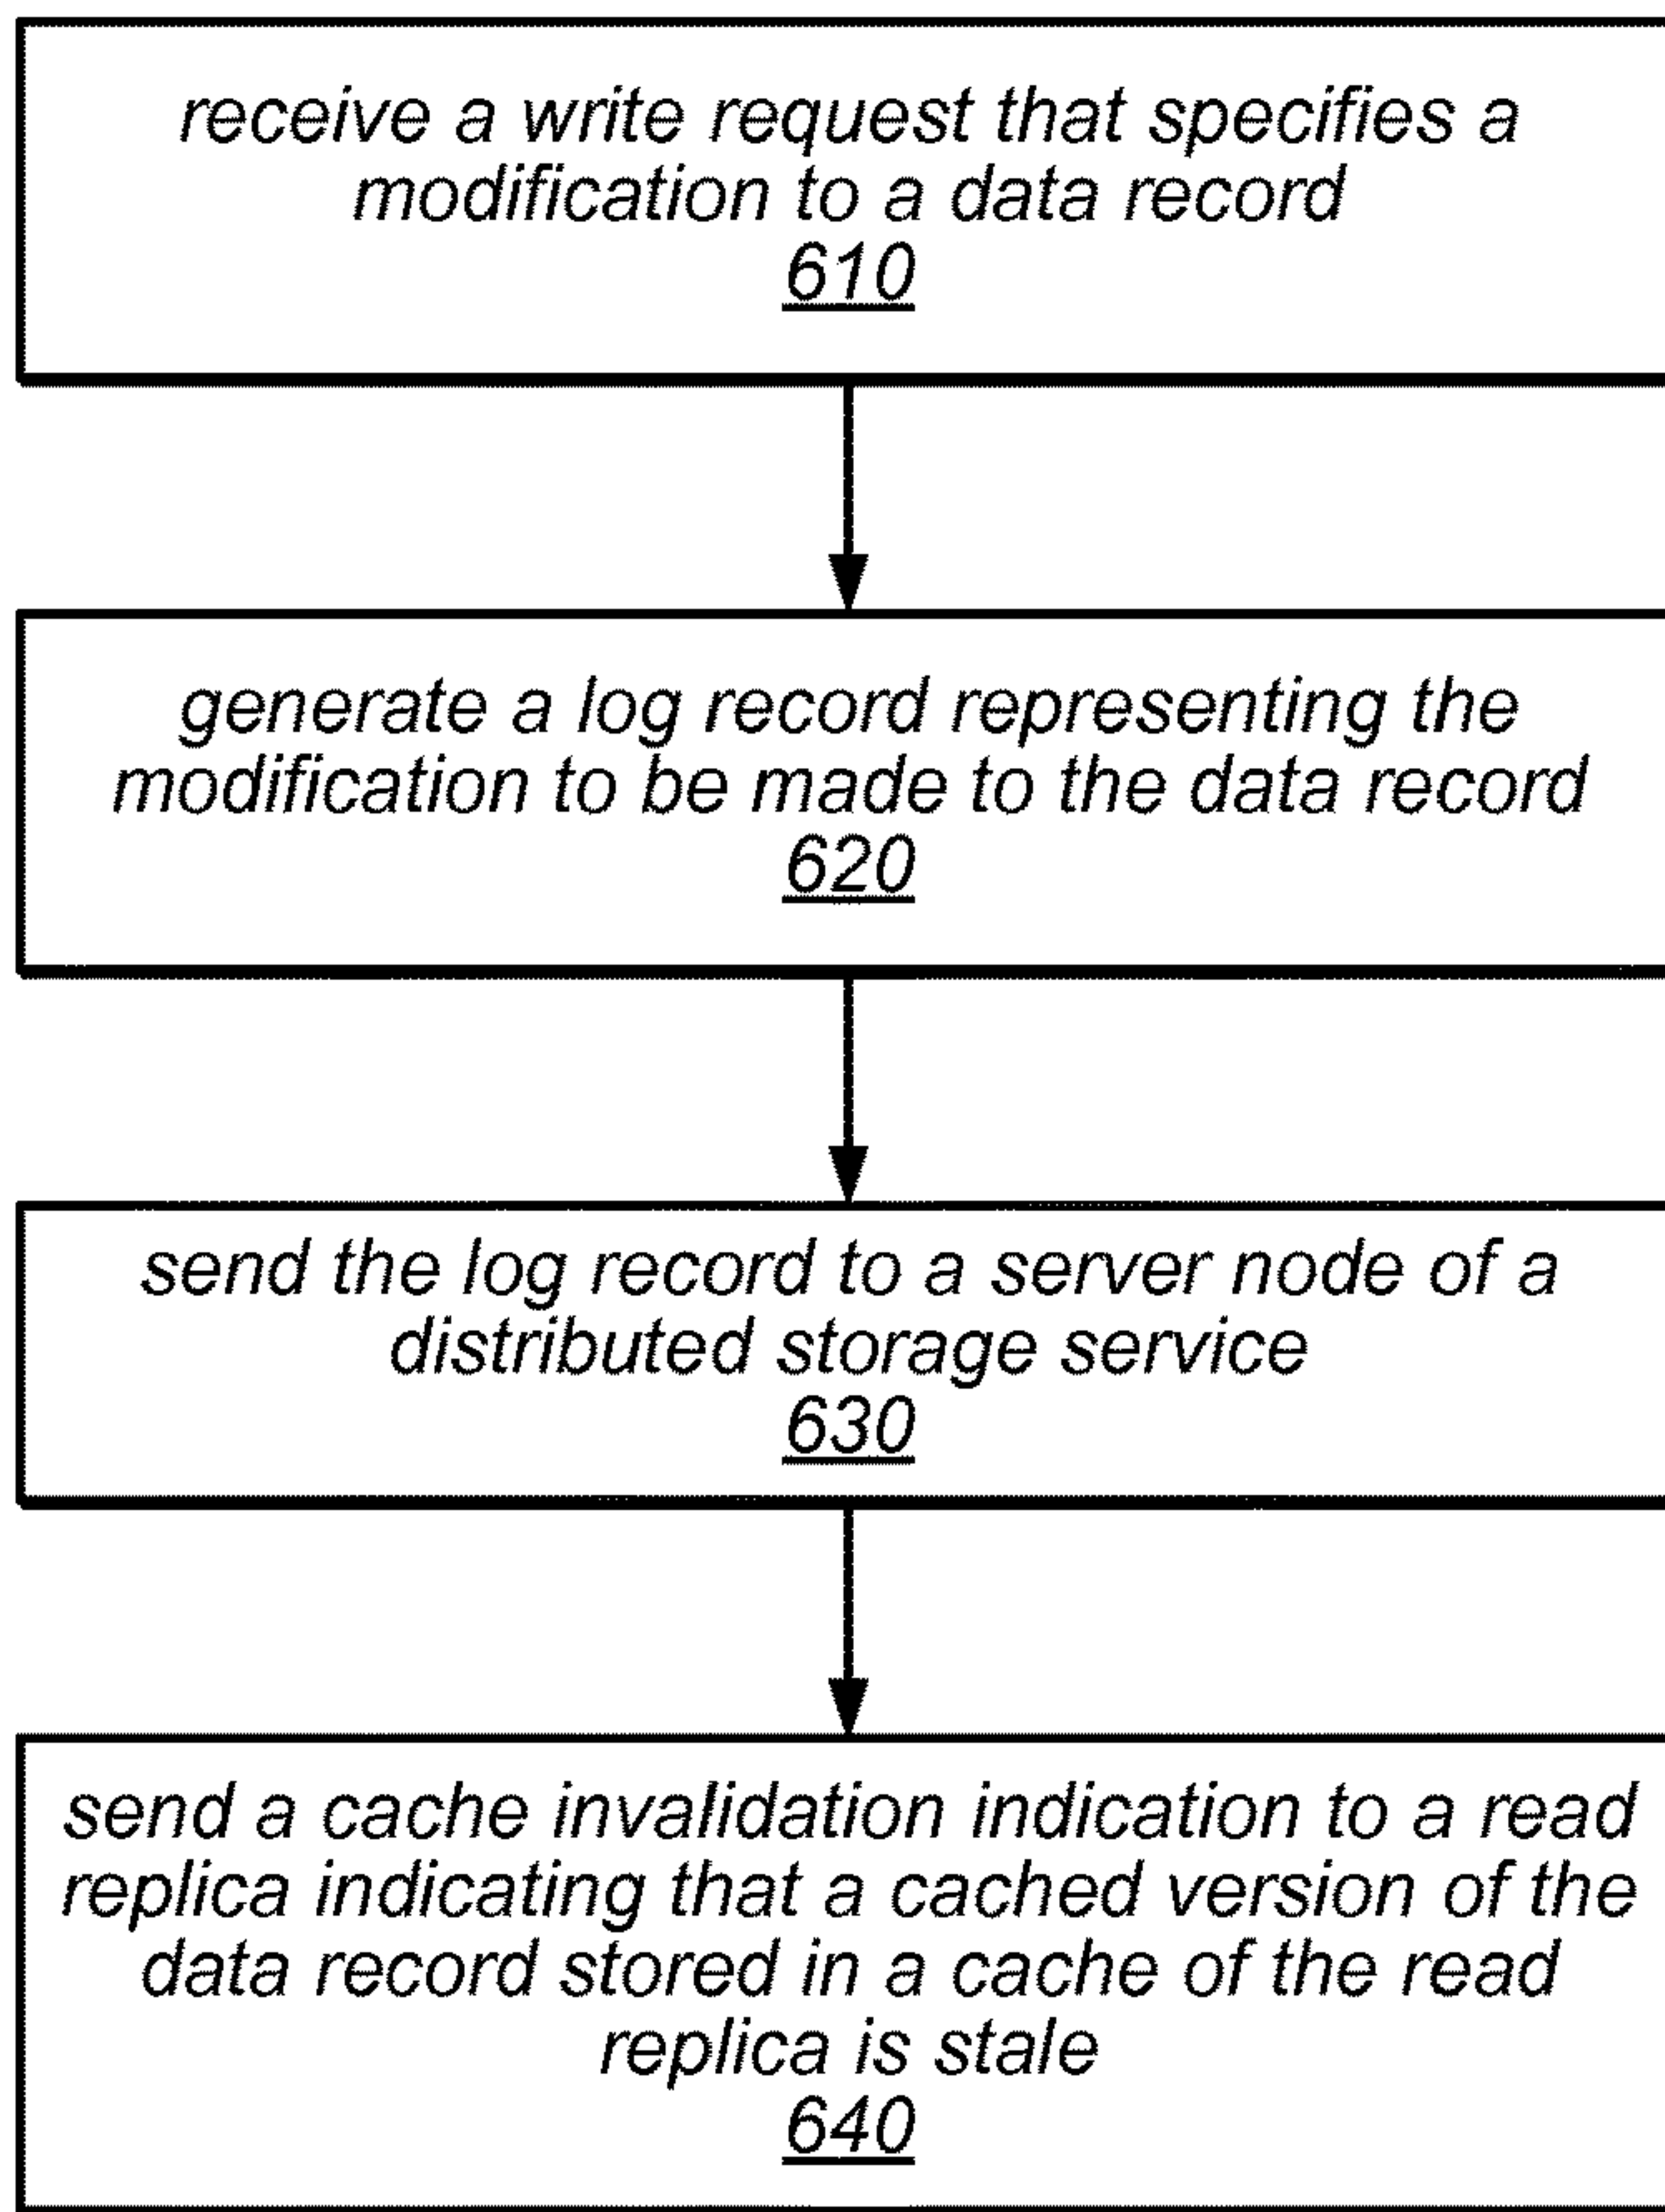 receive a write request that specifies a
modification to a data record
610
generate a log record representing the
modification to be made to the data record
620
send the log record to a server node of a
distributed storage service
630
send a cache invalidation indication to a read
replica indicating that a cached version of the
data record stored in a cache of the read
replica is stale
640